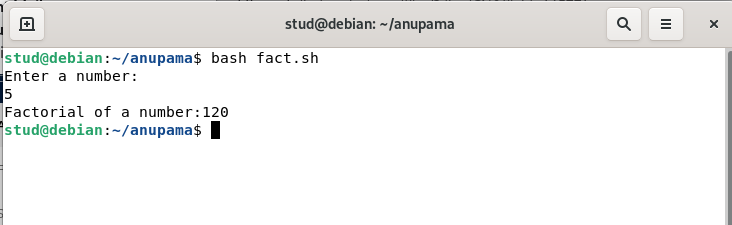 stud@debian: ~/anupama
stud@debian:~/anupama$ bash fact.sh
Enter a number:
5
Factorial of a number:120
stud@debian:~/anupama$